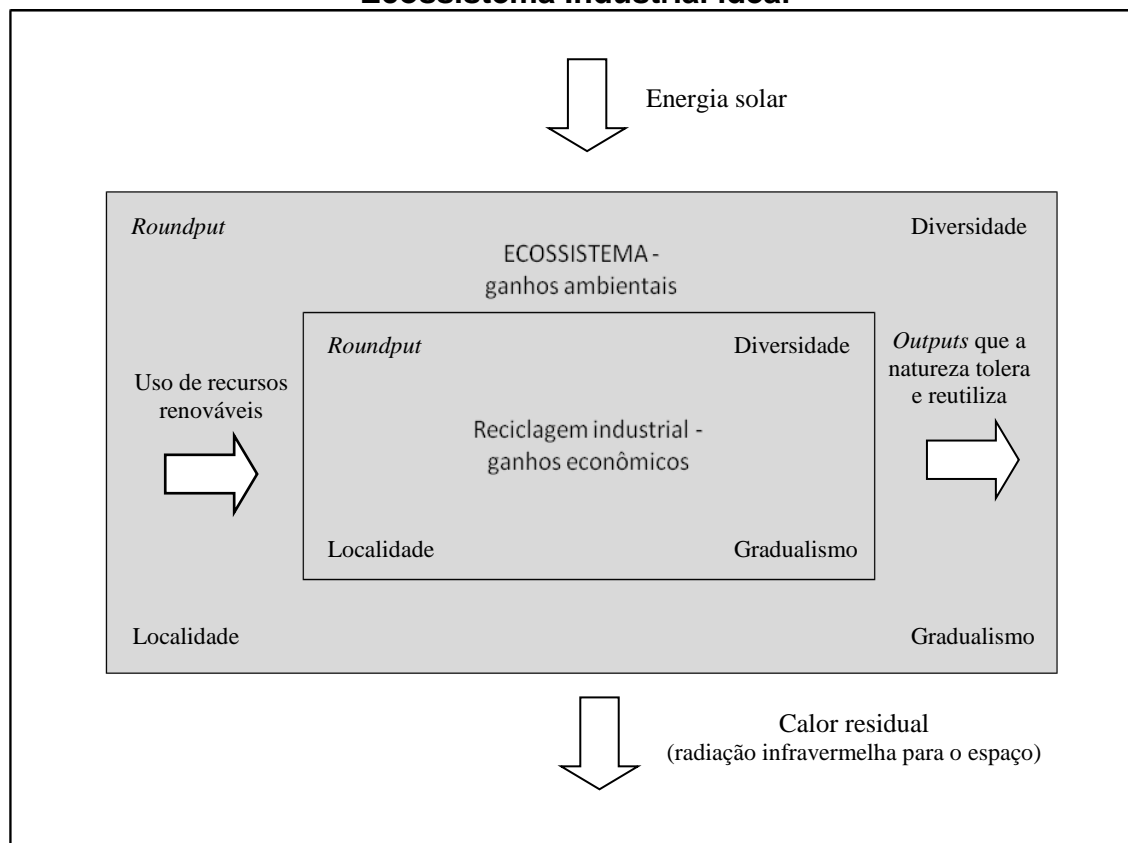 Ecossistema industrial ideal
Energia solar
Roundput
Diversidade
ECOSSISTEMA -
ganhos ambientais
Roundput
Diversidade
Uso de recursos
renováveis
Outputs que a
natureza tolera
e reutiliza
Reciclagem industrial -
ganhos econômicos
Localidade
Gradualismo
Localidade
Gradualismo
Calor residual
(radiação infravermelha para o espaço)